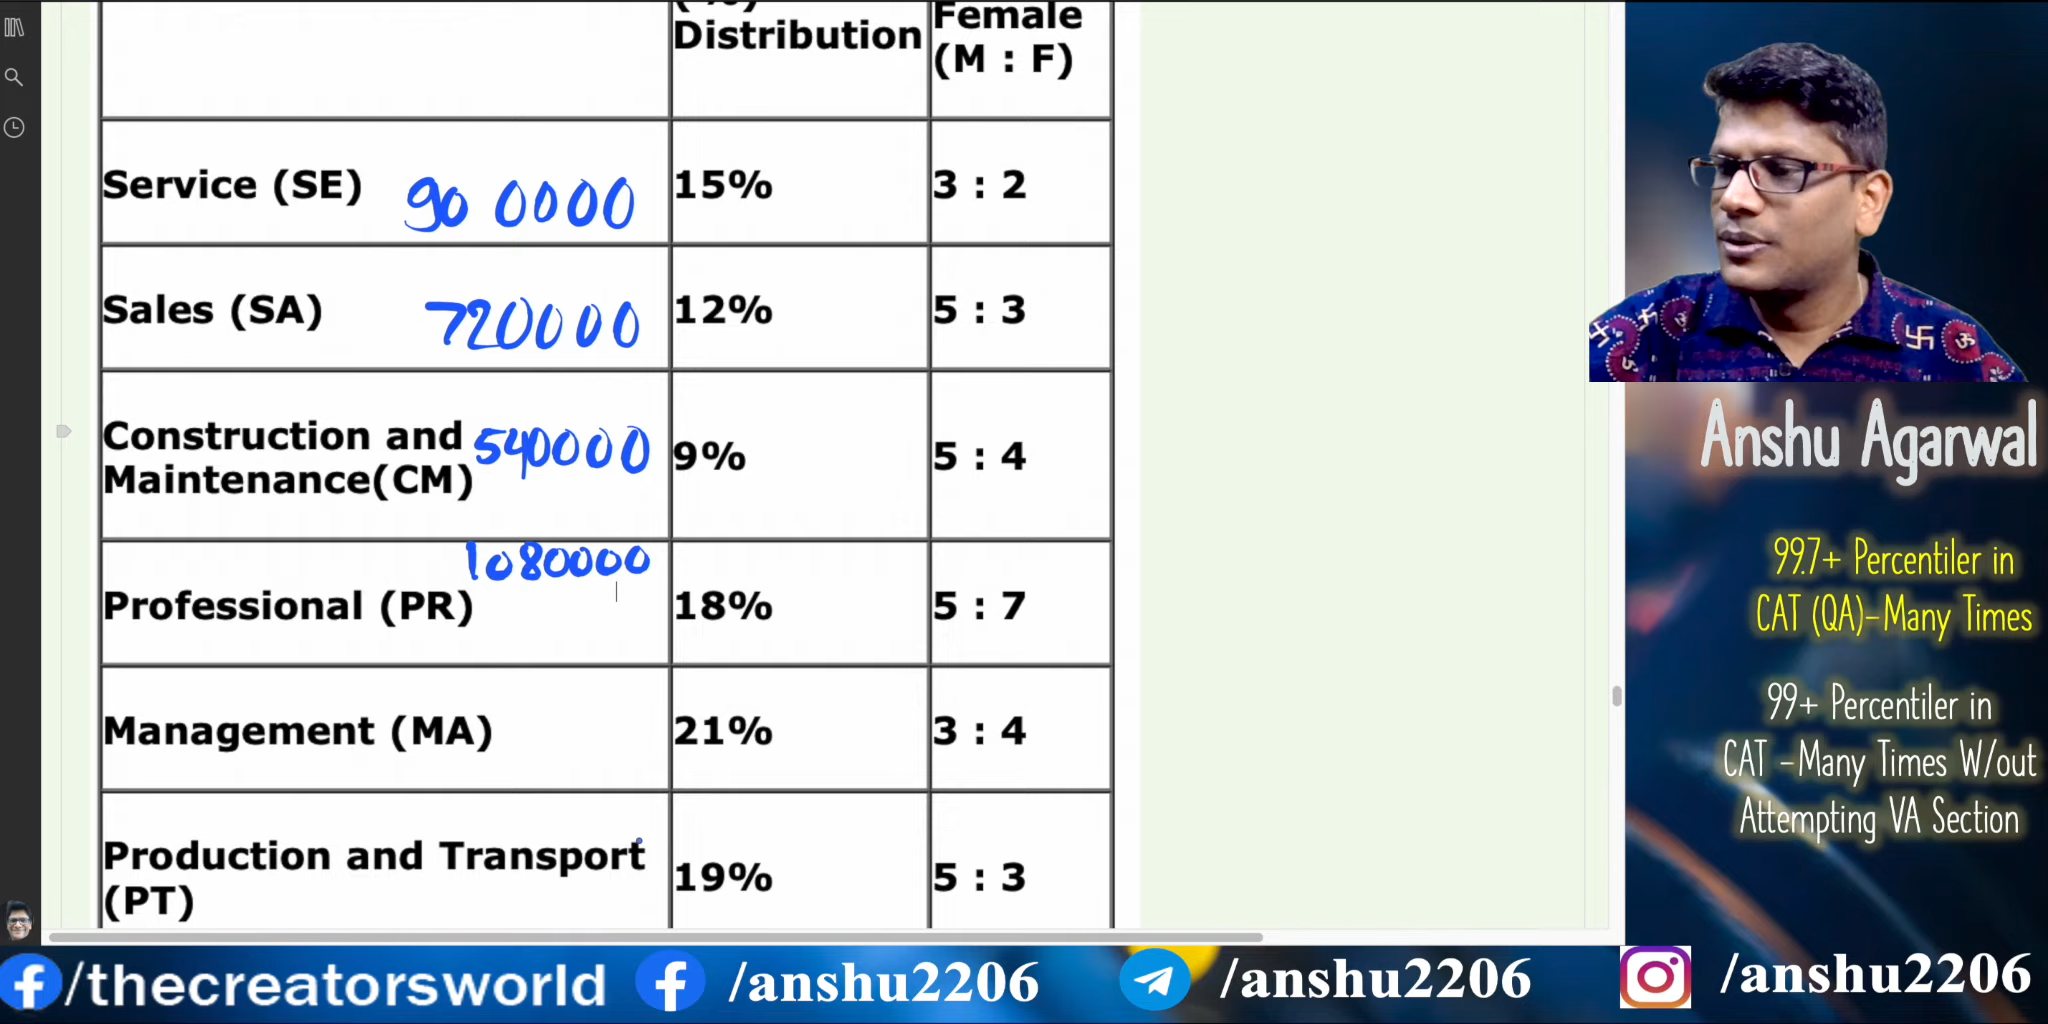 Distribution
Female
(M : F)
Service (SE) 900000 15% 3 : 2
Sales (SA) 720000 12% 5 : 3
Construction and
Maintenance(CM) 540000 9% 5 : 4
1080000
Professional (PR) 18% 5 : 7
Management (MA) 21% 3 : 4
Production and Transport
(PT) 19% 5 : 3
Anshu Agarwal
99.7+ Percentiler in
CAT (QA)-Many Times
99+ Percentiler in
CAT -Many Times W/out
Attempting VA Section
/thecreatorsworld /anshu2206 /anshu2206 /anshu2206